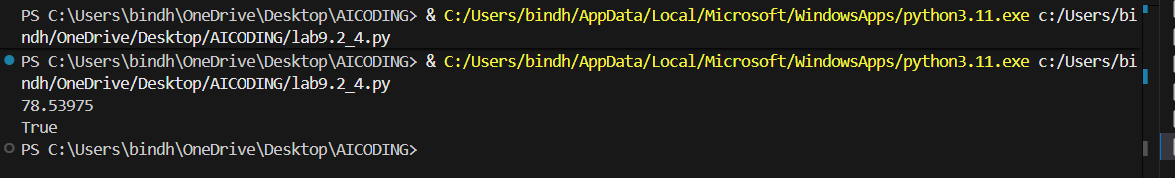 PS C:\Users\bindh\OneDrive\Desktop\AICODING> & C:/Users/bindh/AppData/Local/Microsoft/WindowsApps/python3.11.exe c:/Users/bi
ndh/OneDrive/Desktop/AICODING/lab9.2_4.py
PS C:\Users\bindh\OneDrive\Desktop\AICODING> & C:/Users/bindh/AppData/Local/Microsoft/WindowsApps/python3.11.exe c:/Users/bi
ndh/OneDrive/Desktop/AICODING/lab9.2_4.py
78.53975
True
PS C:\Users\bindh\OneDrive\Desktop\AICODING>